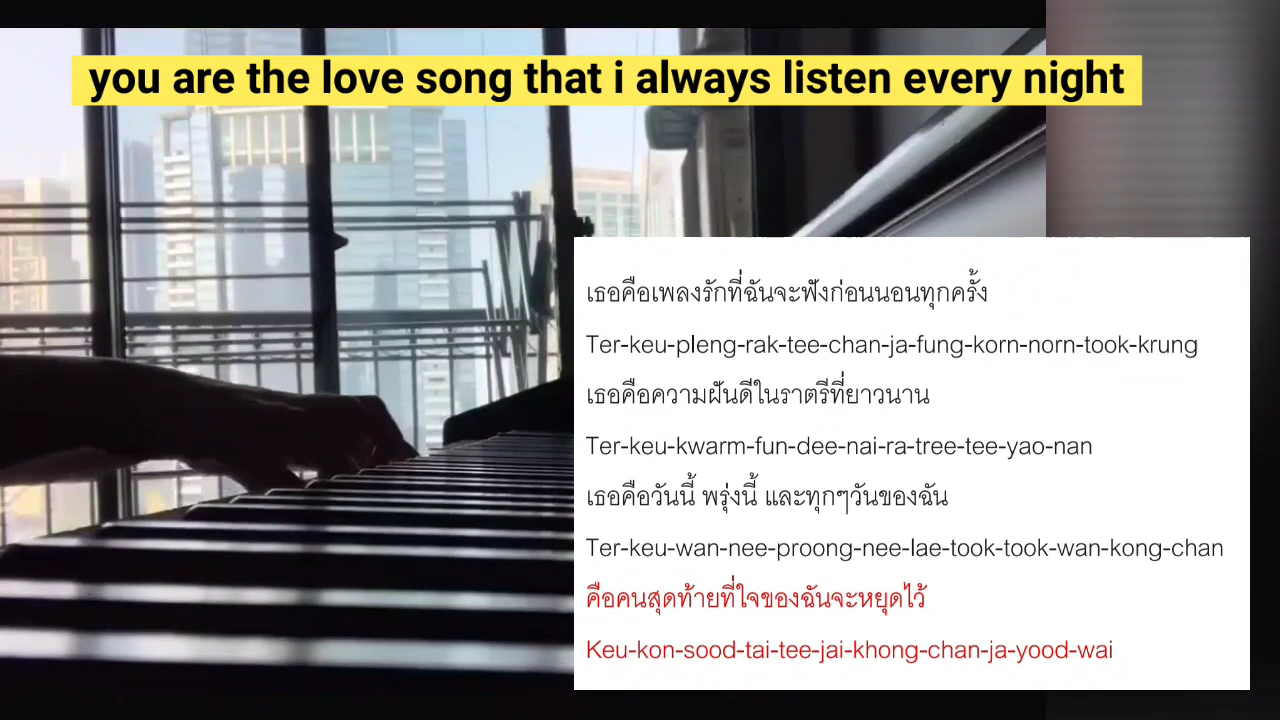 you are the love song that i always listen every night
เธอคือเพลงรักที่ฉันจะฟังก่อนนอนทุกครั้ง
Ter-keu-pleng-rak-tee-chan-ja-fung-korn-norn-took-krung
เธอคือความฝันดีในราตรีที่ยาวนาน
Ter-keu-kwarm-fun-dee-nai-ra-tree-tee-yao-nan
เธอคือวันนี้ พรุ่งนี้ และทุกๆวันของฉัน
Ter-keu-wan-nee-proong-nee-lae-took-took-wan-kong-chan
คือคนสุดท้ายที่ใจของฉันจะหยุดไว้
Keu-kon-sood-tai-tee-jai-khong-chan-ja-yood-wai